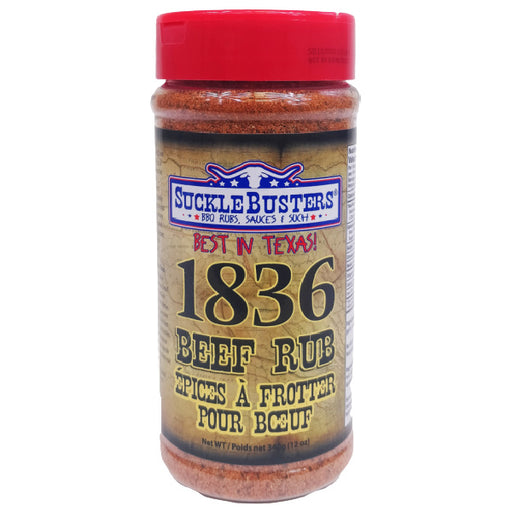 SUCKLEBUSTERS®
BBQ RUBS, SAUCES & SUCH!
BEST IN TEXAS!
1836
BEEF RUB
ÉPICES À FROTTER
POUR BŒUF
Net WT / Poids net 340g (12 oz)